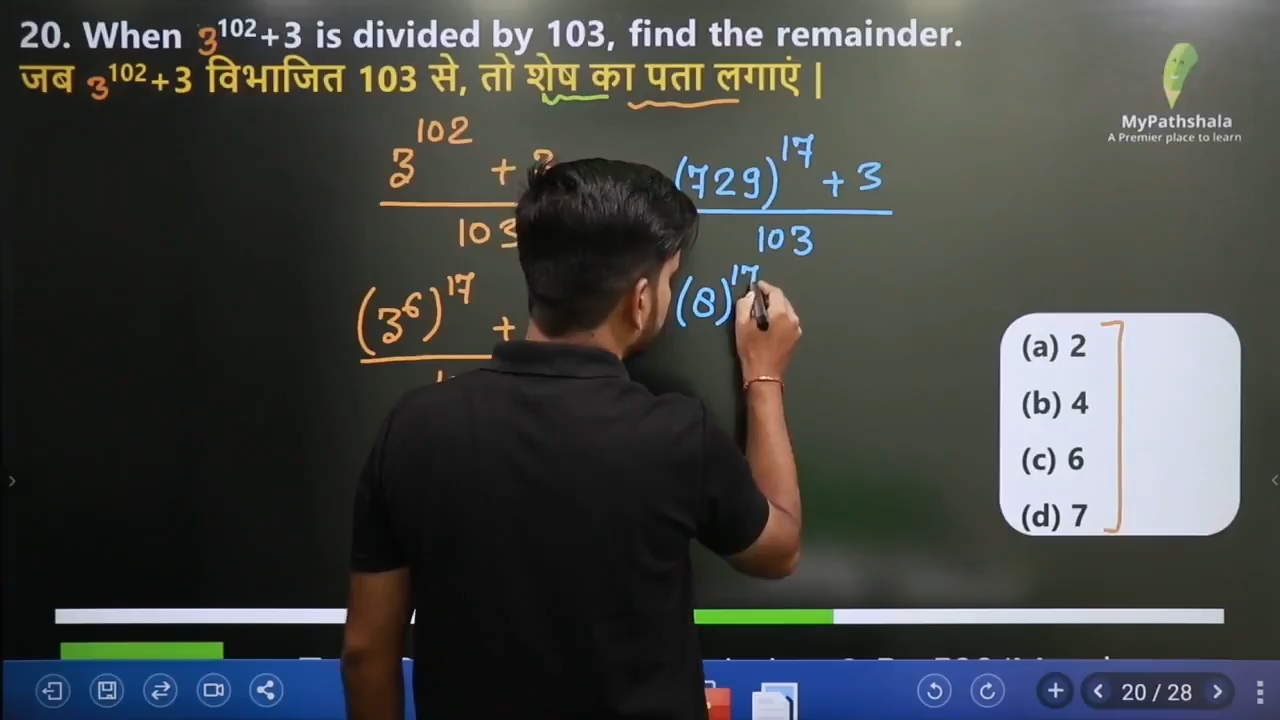 20. When 3^102+3 is divided by 103, find the remainder.
जब 3^102+3 विभाजित 103 से, तो शेष का पता लगाएं |
MyPathshala
A Premier place to learn
3^102 +
103
(729)^17 + 3
103
(3^6)^17 +
(8)^17
(a) 2
(b) 4
(c) 6
(d) 7
20 / 28